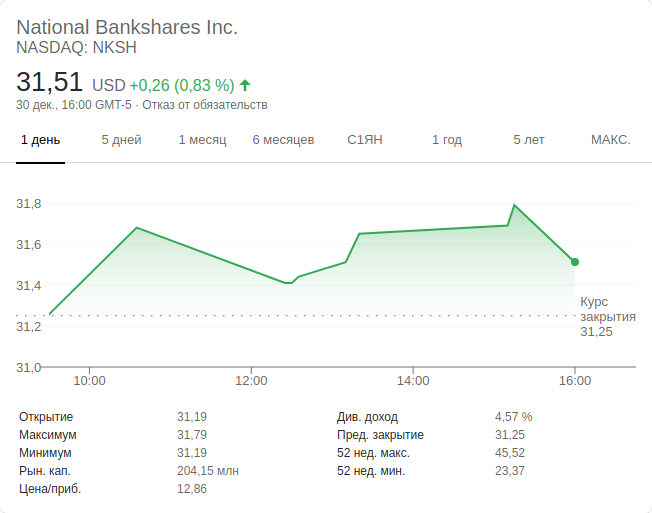 National Bankshares Inc.
NASDAQ: NKSH
31,51 USD +0,26 (0,83 %)
30 дек., 16:00 GMT-5 · Отказ от обязательств
1 день 5 дней 1 месяц 6 месяцев С1ЯН 1 год 5 лет МАКС.
31,8
31,6
31,4
31,2
31,0
Курс
закрытия
31,25
10:00 12:00 14:00 16:00
Открытие 31,19 Див. доход 4,57 %
Максимум 31,79 Пред. закрытие 31,25
Минимум 31,19 52 нед. макс. 45,52
Рын. кап. 204,15 млн 52 нед. мин. 23,37
Цена/приб. 12,86